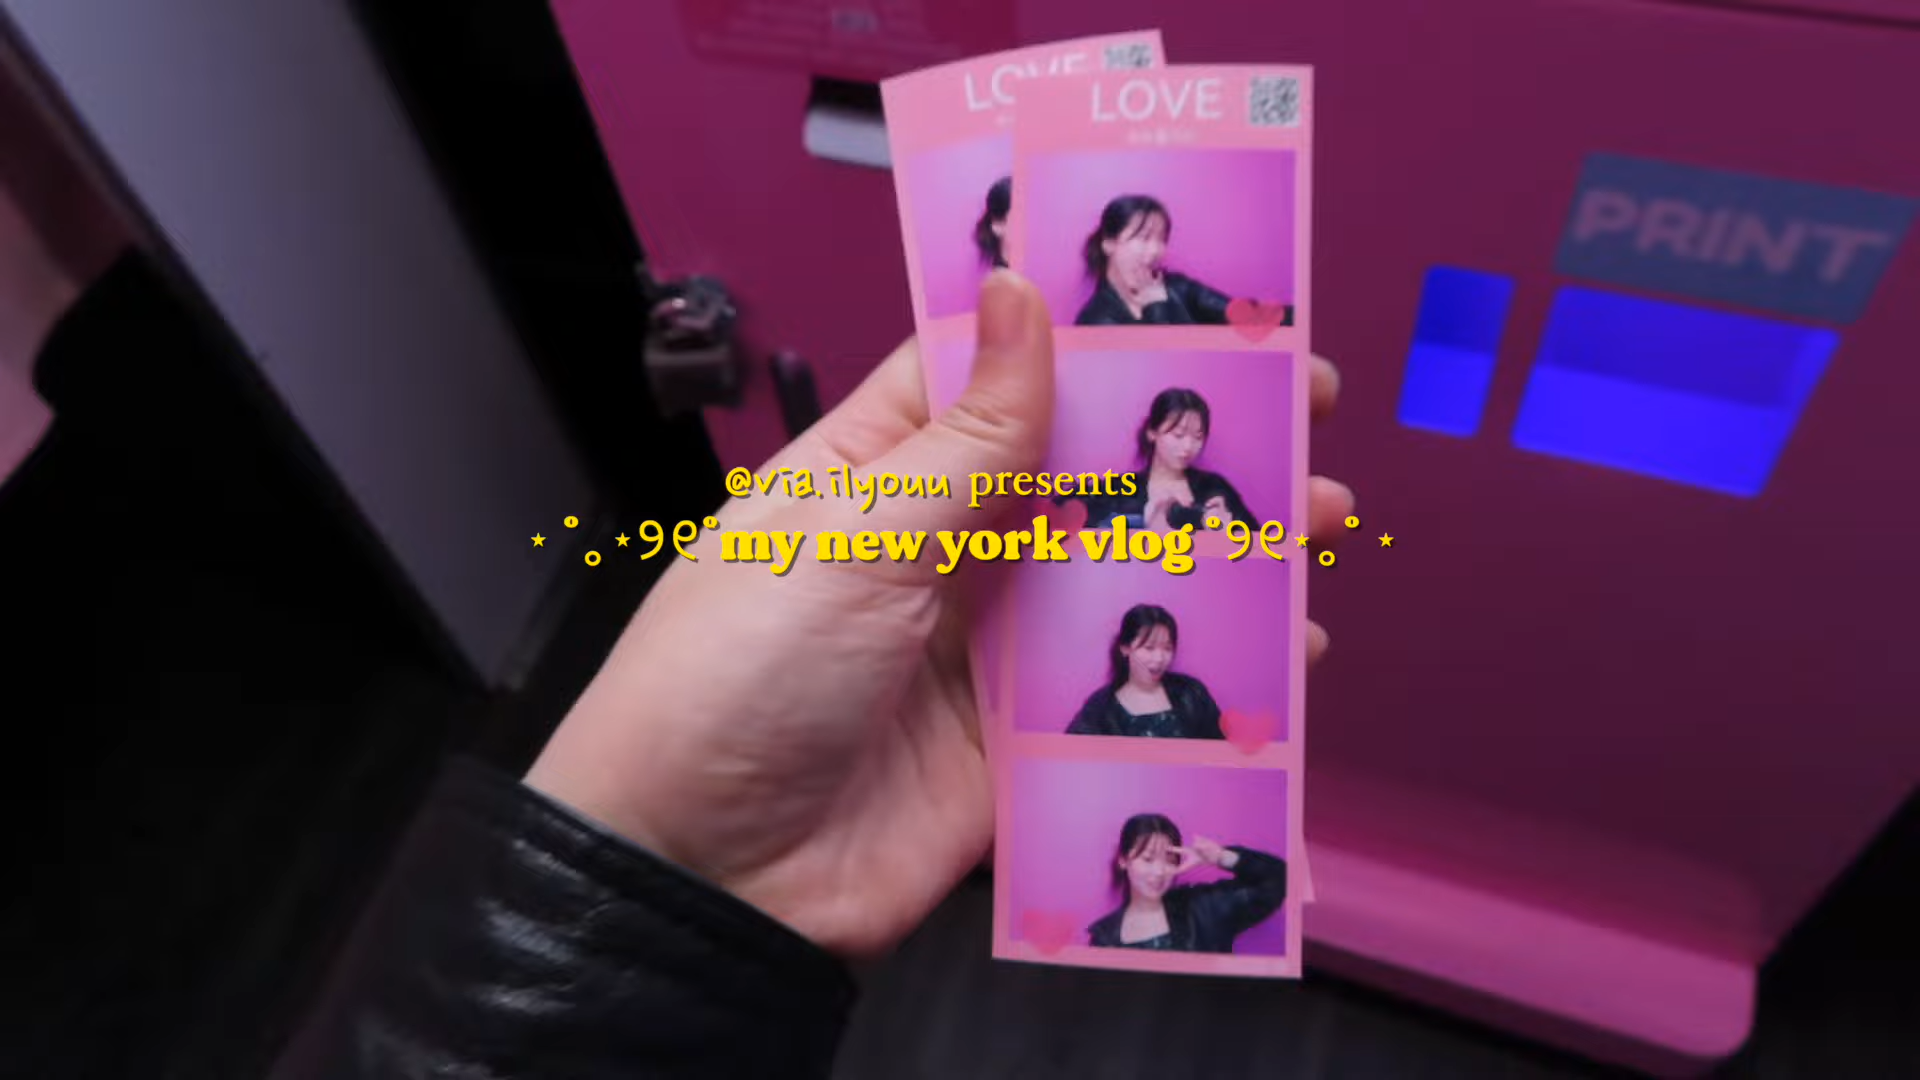 LOVE
LOVE
PRINT
@via.ilyouu presents
⋆ ˚｡⋆୨୧˚my new york vlog˚୨୧⋆｡˚ ⋆